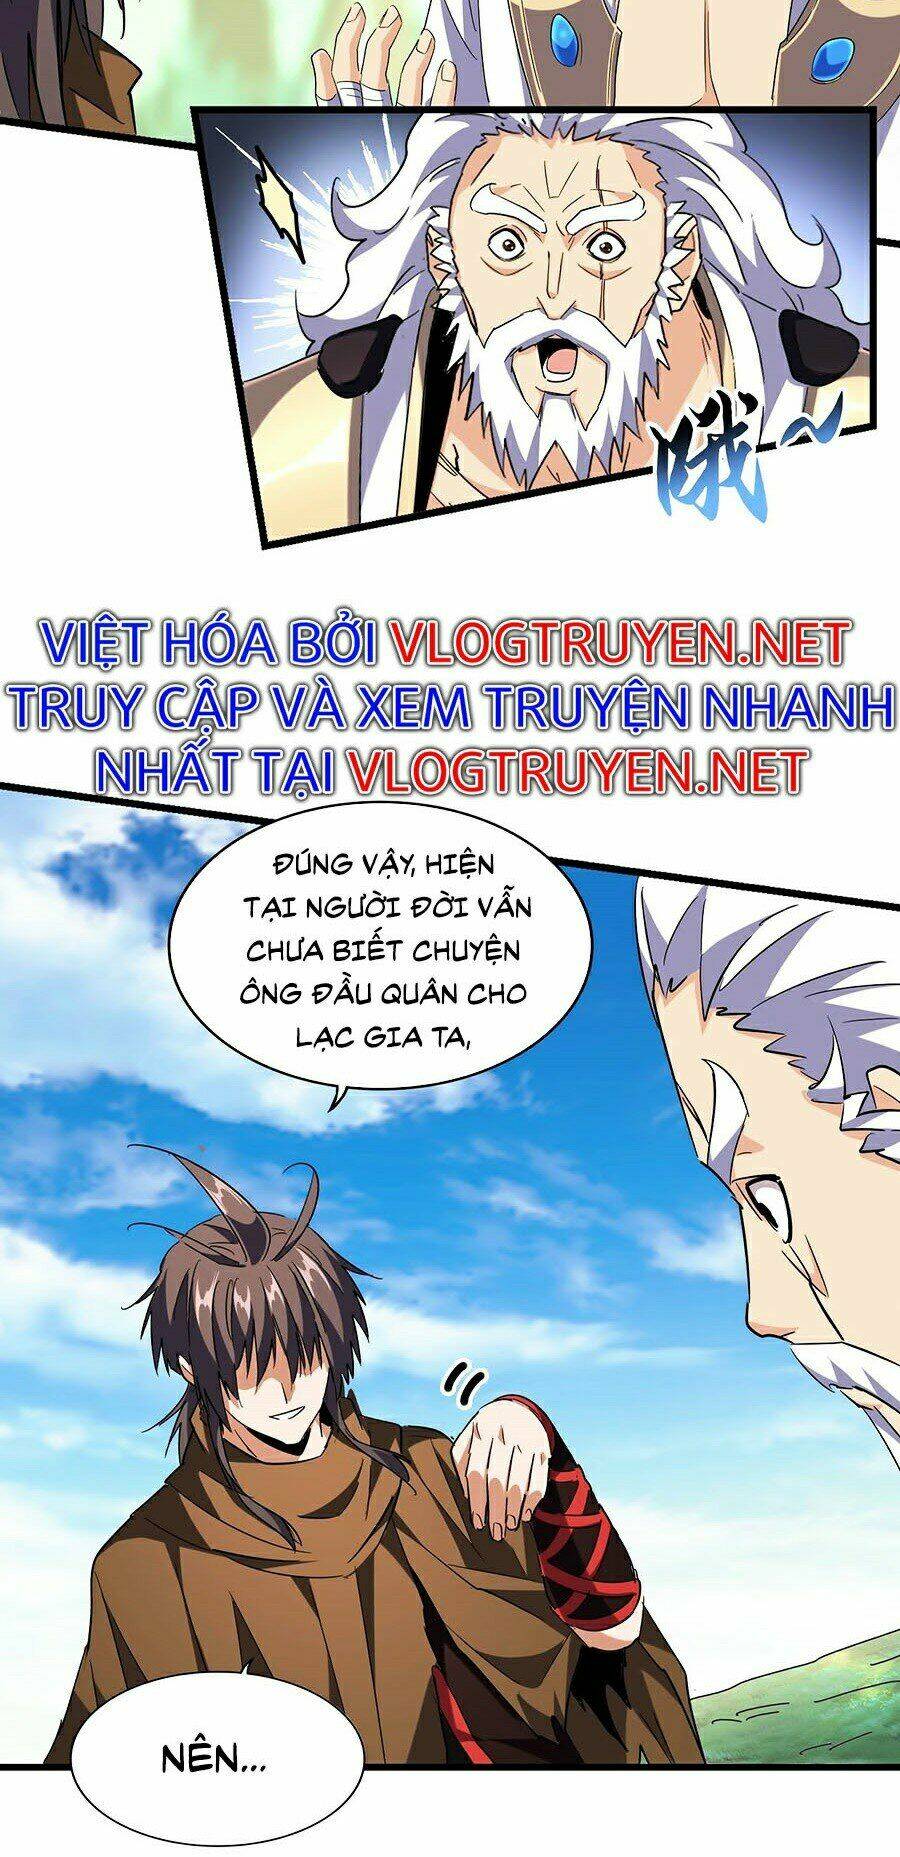 哦~
VIỆT HÓA BỞI VLOGTRUYEN.NET
TRUY CẬP VÀ XEM TRUYỆN NHANH
NHẤT TẠI VLOGTRUYEN.NET
ĐÚNG VẬY, HIỆN
TẠI NGƯỜI ĐỜI VẪN
CHƯA BIẾT CHUYỆN
ÔNG ĐẦU QUÂN CHO
LẠC GIA TA,
NÊN...